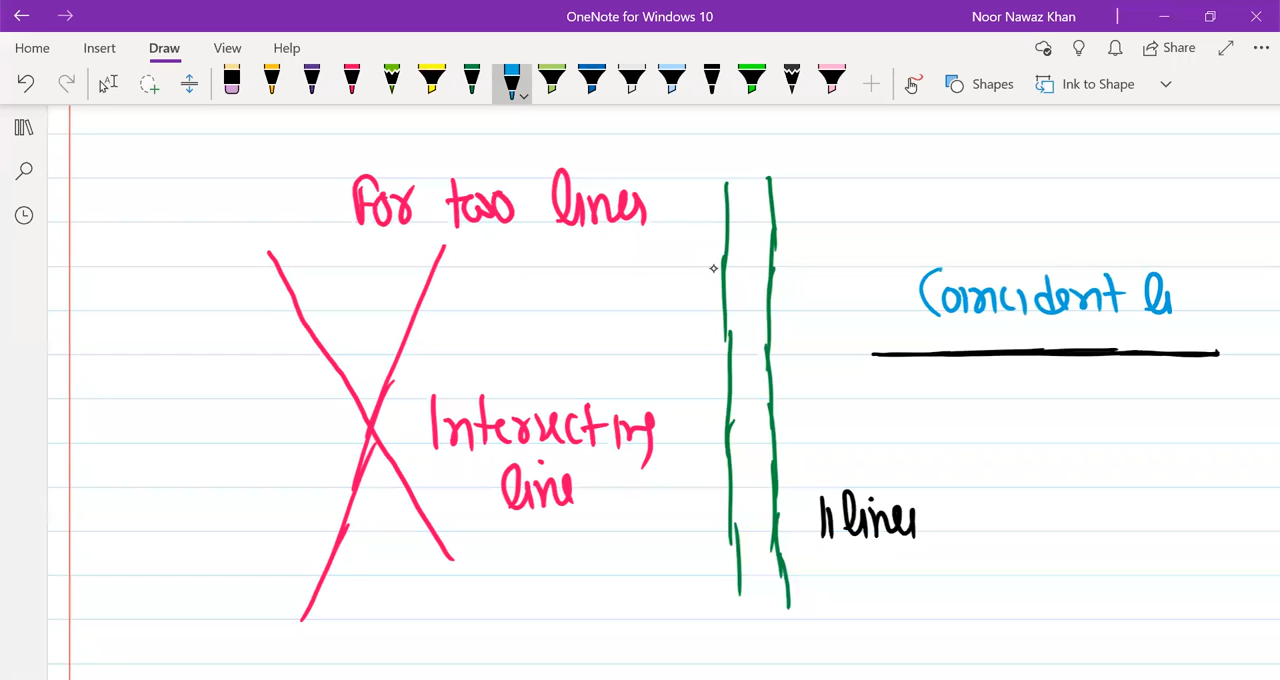 OneNote for Windows 10
Noor Nawaz Khan
Home Insert Draw View Help
Share
Shapes
Ink to Shape
For two lines
Coincident li
Intersecting
line
11 lines